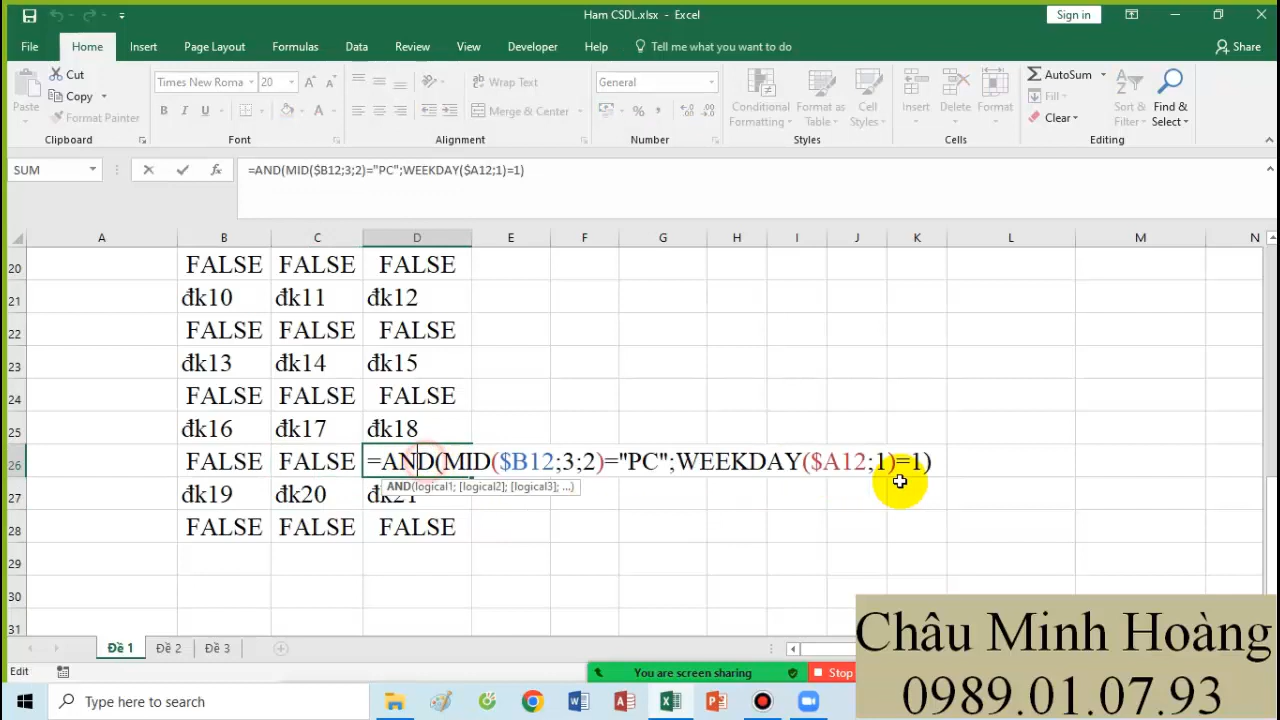 Ham CSDL.xlsx - Excel
Sign in
File Home Insert Page Layout Formulas Data Review View Developer Help Tell me what you want to do Share
Paste
Cut
Copy
Format Painter
Clipboard
Times New Roma 20
B I U
Font
Wrap Text
Merge & Center
Alignment
General
Number
Conditional Formatting
Format as Table
Cell Styles
Styles
Insert Delete Format
Cells
AutoSum
Fill
Clear
Sort & Filter
Find & Select
Editing
SUM
fx =AND(MID($B12;3;2)="PC";WEEKDAY($A12;1)=1)
A B C D E F G H I J K L M N
20 FALSE FALSE FALSE
21 đk10 đk11 đk12
22 FALSE FALSE FALSE
23 đk13 đk14 đk15
24 FALSE FALSE FALSE
25 đk16 đk17 đk18
26 FALSE FALSE =AND(MID($B12;3;2)="PC";WEEKDAY($A12;1)=1)
AND(logical1; [logical2]; [logical3]; ...)
27 đk19 đk20 đk21
28 FALSE FALSE FALSE
29
30
31
Đề 1 Đề 2 Đề 3
Edit
You are screen sharing
Stop
Châu Minh Hoàng
0989.01.07.93
Type here to search